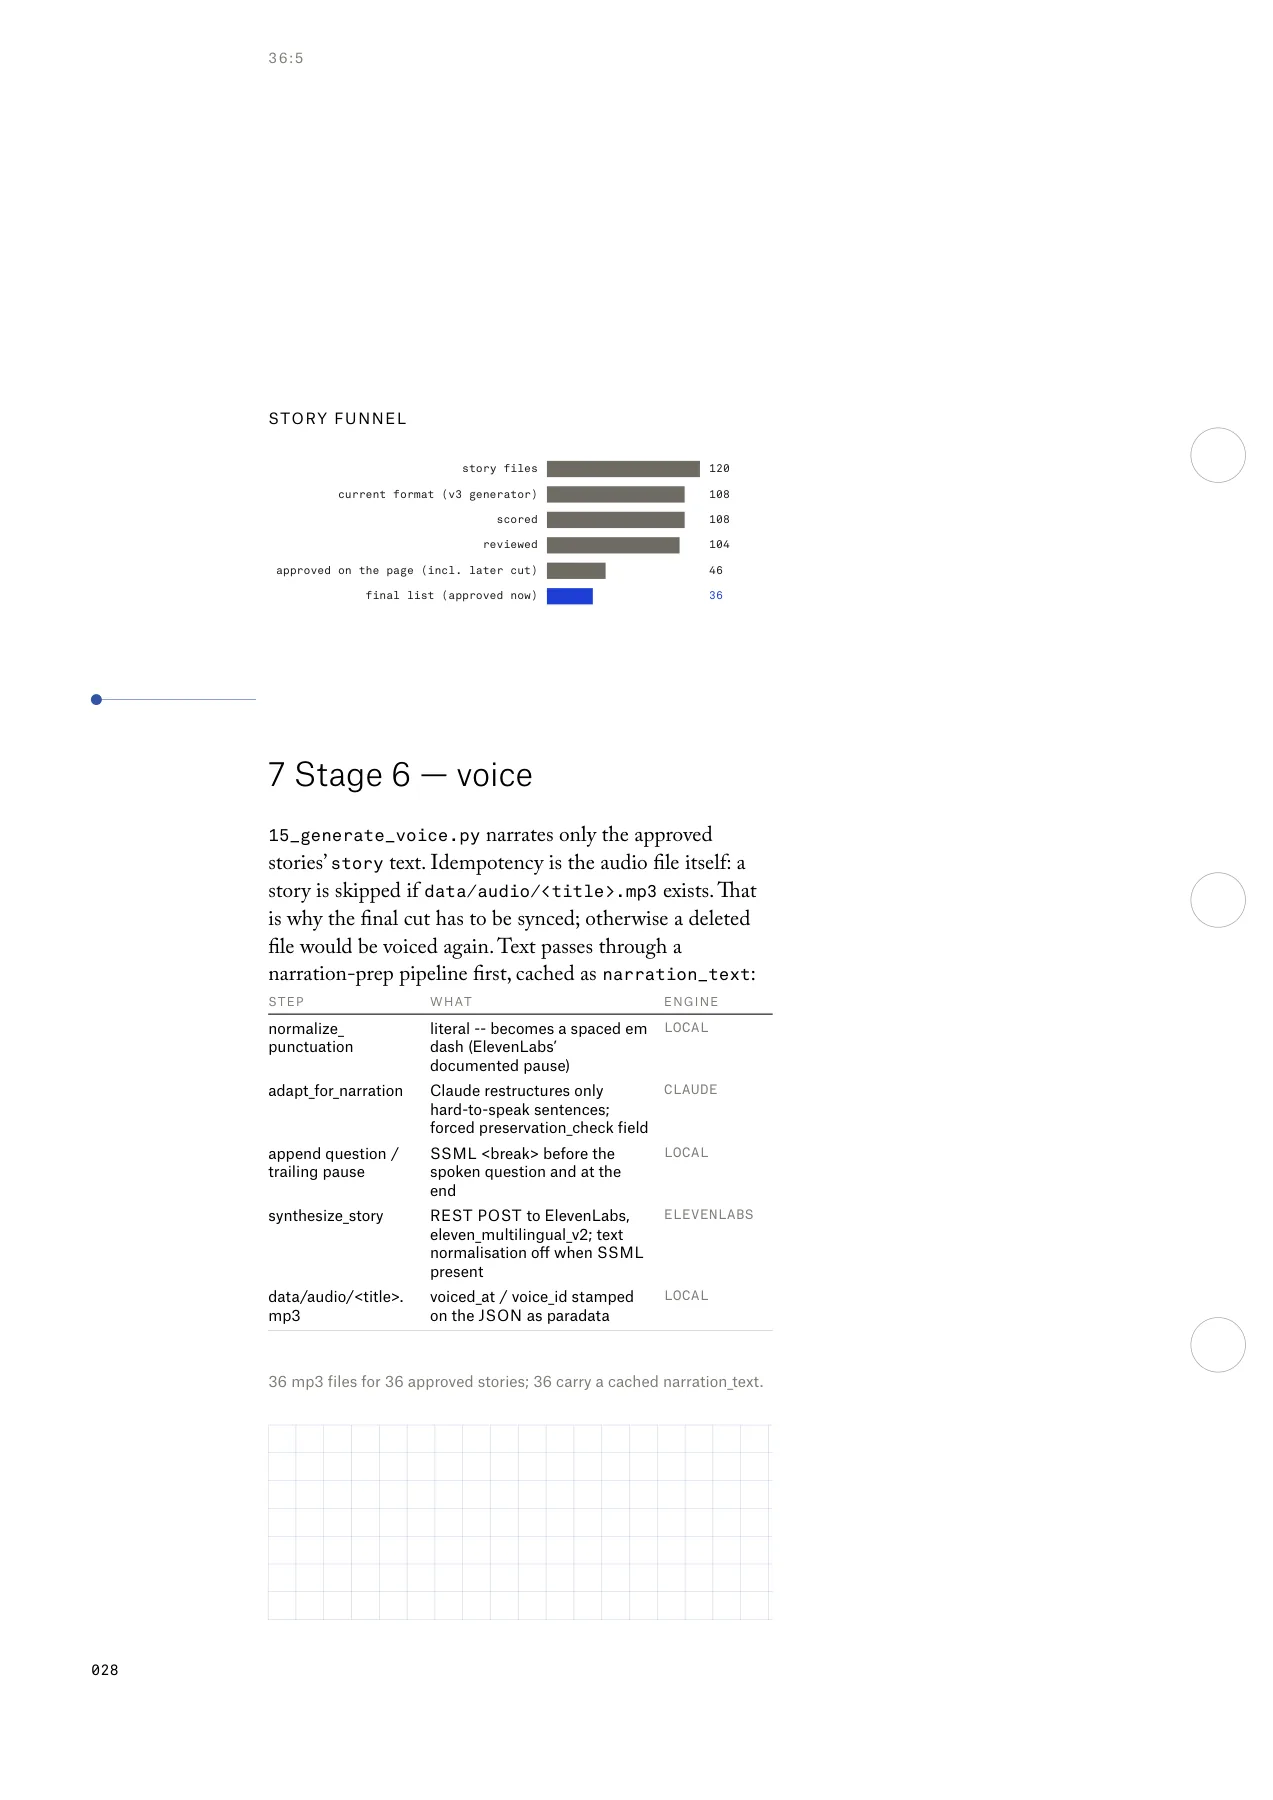 36:5
STORY FUNNEL
story files 120
current format (v3 generator) 108
scored 108
reviewed 104
approved on the page (incl. later cut) 46
final list (approved now) 36
7 Stage 6 — voice
15_generate_voice.py narrates only the approved
stories’ story text. Idempotency is the audio file itself: a
story is skipped if data/audio/<title>.mp3 exists. That
is why the final cut has to be synced; otherwise a deleted
file would be voiced again. Text passes through a
narration-prep pipeline first, cached as narration_text:
STEP WHAT ENGINE
normalize_ literal -- becomes a spaced em LOCAL
punctuation dash (ElevenLabs’
documented pause)
adapt_for_narration Claude restructures only CLAUDE
hard-to-speak sentences;
forced preservation_check field
append question / SSML <break> before the LOCAL
trailing pause spoken question and at the
end
synthesize_story REST POST to ElevenLabs, ELEVENLABS
eleven_multilingual_v2; text
normalisation off when SSML
present
data/audio/<title>. voiced_at / voice_id stamped LOCAL
mp3 on the JSON as paradata
36 mp3 files for 36 approved stories; 36 carry a cached narration_text.
028